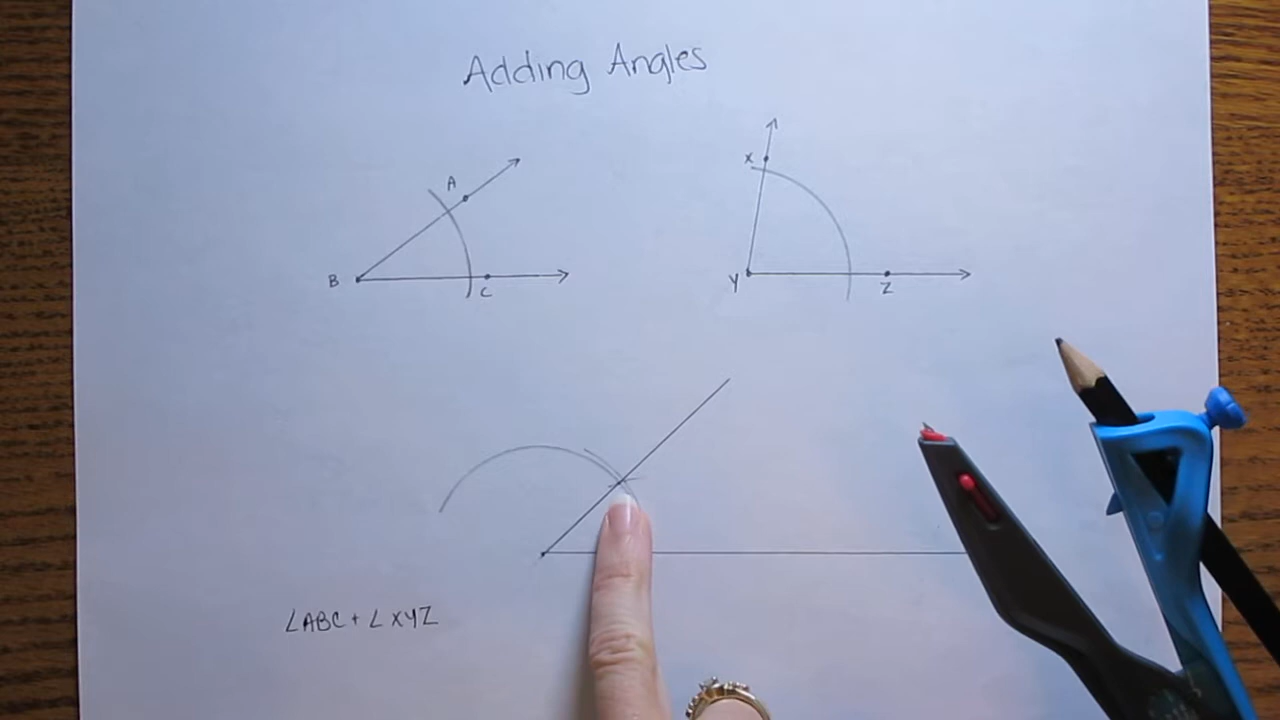 Adding Angles
A
B
C
X
Y
Z
∠ABC + ∠XYZ